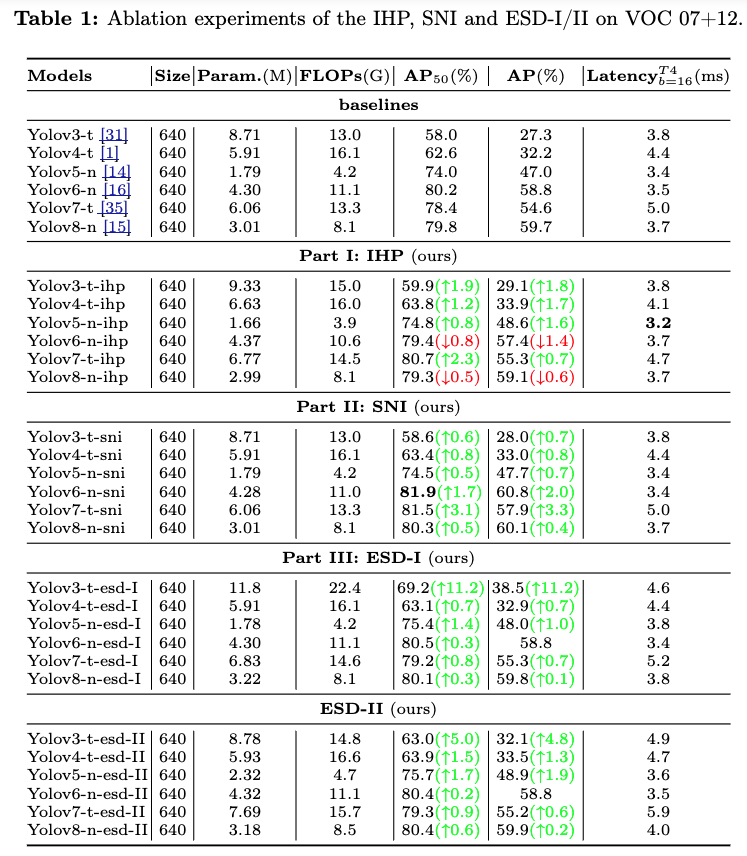 Table 1: Ablation experiments of the IHP, SNI and ESD-I/II on VOC 07+12.
Models Size Param.(M) FLOPs(G) AP50(%) AP(%) Latency T4 b=16 (ms)
baselines
Yolov3-t [31] 640 8.71 13.0 58.0 27.3 3.8
Yolov4-t [1] 640 5.91 16.1 62.6 32.2 4.4
Yolov5-n [14] 640 1.79 4.2 74.0 47.0 3.4
Yolov6-n [16] 640 4.30 11.1 80.2 58.8 3.5
Yolov7-t [35] 640 6.06 13.3 78.4 54.6 5.0
Yolov8-n [15] 640 3.01 8.1 79.8 59.7 3.7
Part I: IHP (ours)
Yolov3-t-ihp 640 9.33 15.0 59.9(↑1.9) 29.1(↑1.8) 3.8
Yolov4-t-ihp 640 6.63 16.0 63.8(↑1.2) 33.9(↑1.7) 4.1
Yolov5-n-ihp 640 1.66 3.9 74.8(↑0.8) 48.6(↑1.6) 3.2
Yolov6-n-ihp 640 4.37 10.6 79.4(↓0.8) 57.4(↓1.4) 3.7
Yolov7-t-ihp 640 6.77 14.5 80.7(↑2.3) 55.3(↑0.7) 4.7
Yolov8-n-ihp 640 2.99 8.1 79.3(↓0.5) 59.1(↓0.6) 3.7
Part II: SNI (ours)
Yolov3-t-sni 640 8.71 13.0 58.6(↑0.6) 28.0(↑0.7) 3.8
Yolov4-t-sni 640 5.91 16.1 63.4(↑0.8) 33.0(↑0.8) 4.4
Yolov5-n-sni 640 1.79 4.2 74.5(↑0.5) 47.7(↑0.7) 3.4
Yolov6-n-sni 640 4.28 11.0 81.9(↑1.7) 60.8(↑2.0) 3.4
Yolov7-t-sni 640 6.06 13.3 81.5(↑3.1) 57.9(↑3.3) 5.0
Yolov8-n-sni 640 3.01 8.1 80.3(↑0.5) 60.1(↑0.4) 3.7
Part III: ESD-I (ours)
Yolov3-t-esd-I 640 11.8 22.4 69.2(↑11.2) 38.5(↑11.2) 4.6
Yolov4-t-esd-I 640 5.91 16.1 63.1(↑0.7) 32.9(↑0.7) 4.4
Yolov5-n-esd-I 640 1.78 4.2 75.4(↑1.4) 48.0(↑1.0) 3.8
Yolov6-n-esd-I 640 4.30 11.1 80.5(↑0.3) 58.8 3.4
Yolov7-t-esd-I 640 6.83 14.6 79.2(↑0.8) 55.3(↑0.7) 5.2
Yolov8-n-esd-I 640 3.22 8.1 80.1(↑0.3) 59.8(↑0.1) 3.8
ESD-II (ours)
Yolov3-t-esd-II 640 8.78 14.8 63.0(↑5.0) 32.1(↑4.8) 4.9
Yolov4-t-esd-II 640 5.93 16.6 63.9(↑1.5) 33.5(↑1.3) 4.7
Yolov5-n-esd-II 640 2.32 4.7 75.7(↑1.7) 48.9(↑1.9) 3.6
Yolov6-n-esd-II 640 4.32 11.1 80.4(↑0.2) 58.8 3.5
Yolov7-t-esd-II 640 7.69 15.7 79.3(↑0.9) 55.2(↑0.6) 5.9
Yolov8-n-esd-II 640 3.18 8.5 80.4(↑0.6) 59.9(↑0.2) 4.0